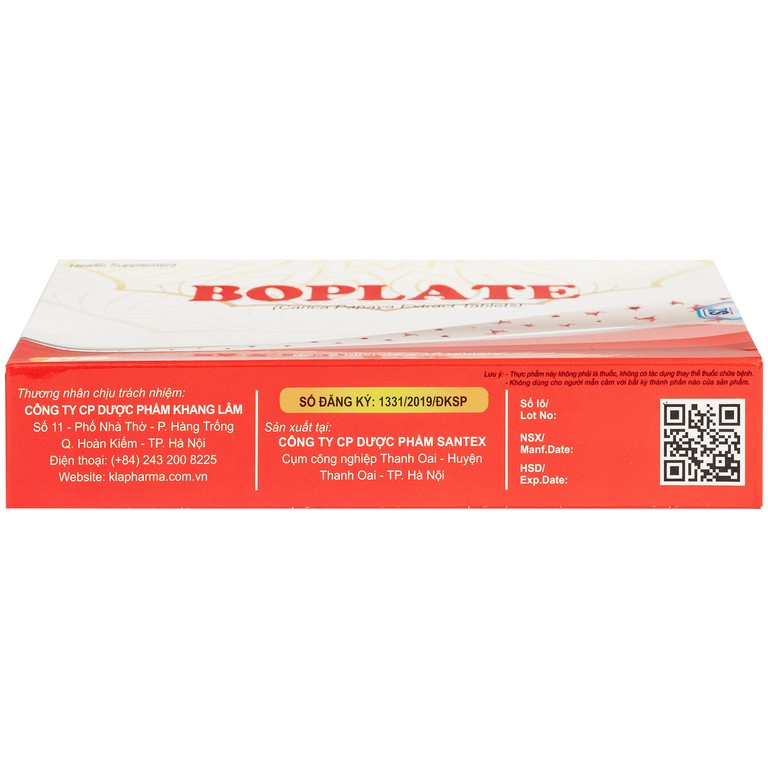 Health Supplement
BOPLATE
(Carica Papaya Extract Tablets)
Lưu ý: - Thực phẩm này không phải là thuốc, không có tác dụng thay thế thuốc chữa bệnh.
- Không dùng cho người mẫn cảm với bất kỳ thành phần nào của sản phẩm.
Thương nhân chịu trách nhiệm:
CÔNG TY CP DƯỢC PHẨM KHANG LÂM
Số 11 - Phố Nhà Thờ - P. Hàng Trống
Q. Hoàn Kiếm - TP. Hà Nội
Điện thoại: (+84) 243 200 8225
Website: klapharma.com.vn
SỐ ĐĂNG KÝ: 1331/2019/ĐKSP
Sản xuất tại:
CÔNG TY CP DƯỢC PHẨM SANTEX
Cụm công nghiệp Thanh Oai - Huyện
Thanh Oai - TP. Hà Nội
Số lô/
Lot No:
NSX/
Manf.Date:
HSD/
Exp.Date: